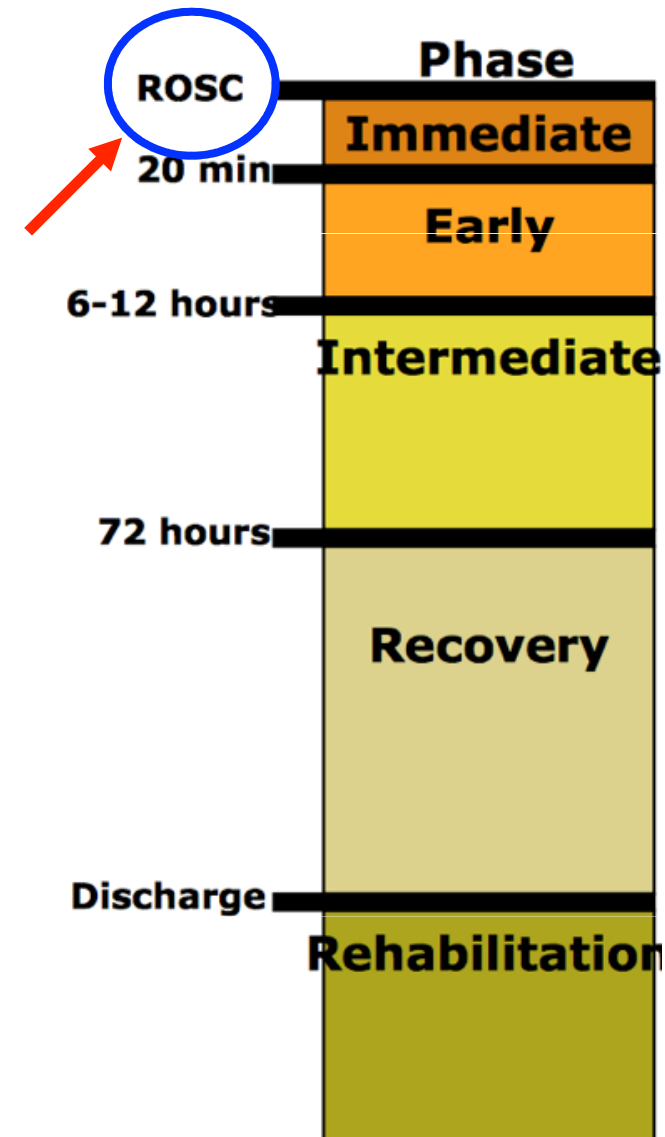 Phase
ROSC
Immediate
20 min
Early
6-12 hours
Intermediate
72 hours
Recovery
Discharge
Rehabilitation